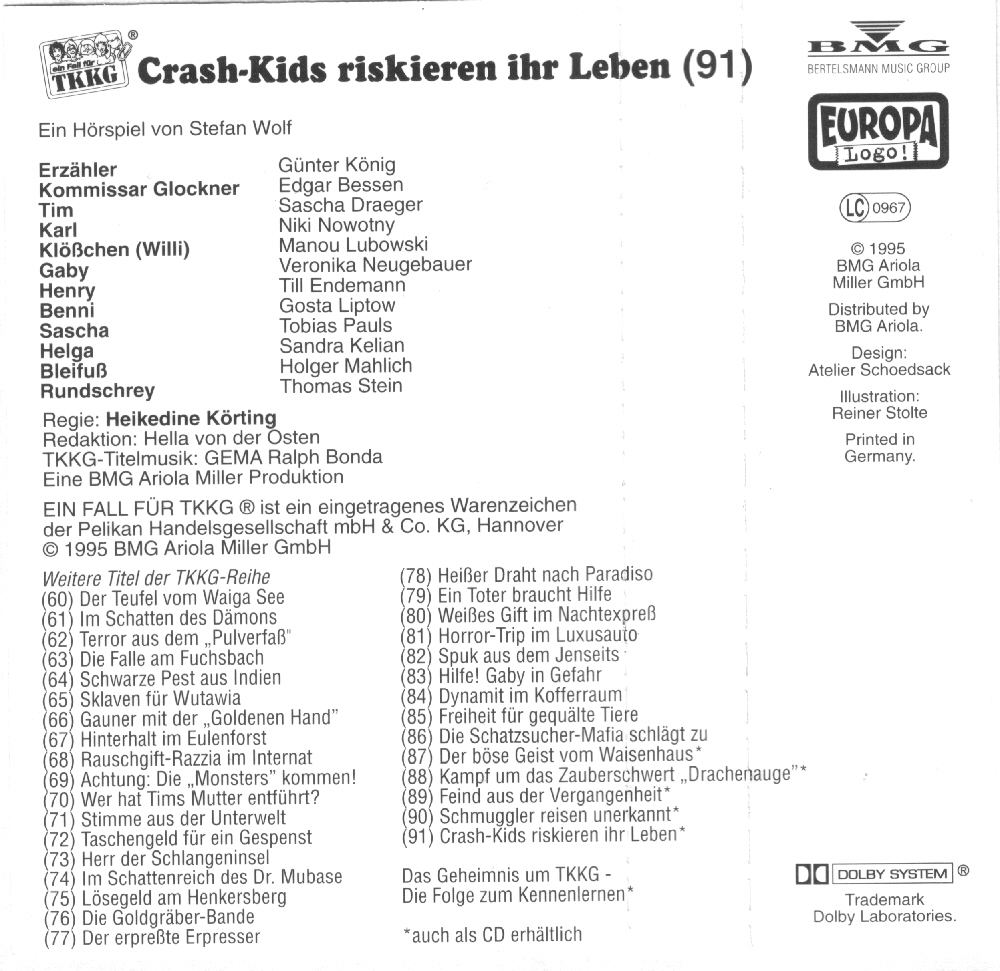 ein Fall für
TKKG
®
Crash-Kids riskieren ihr Leben (91)
Ein Hörspiel von Stefan Wolf
Erzähler Günter König
Kommissar Glockner Edgar Bessen
Tim Sascha Draeger
Karl Niki Nowotny
Klößchen (Willi) Manou Lubowski
Gaby Veronika Neugebauer
Henry Till Endemann
Benni Gosta Liptow
Sascha Tobias Pauls
Helga Sandra Kelian
Bleifuß Holger Mahlich
Rundschrey Thomas Stein
Regie: Heikedine Körting
Redaktion: Hella von der Osten
TKKG-Titelmusik: GEMA Ralph Bonda
Eine BMG Ariola Miller Produktion
EIN FALL FÜR TKKG ® ist ein eingetragenes Warenzeichen
der Pelikan Handelsgesellschaft mbH & Co. KG, Hannover
© 1995 BMG Ariola Miller GmbH
Weitere Titel der TKKG-Reihe
(60) Der Teufel vom Waiga See
(61) Im Schatten des Dämons
(62) Terror aus dem „Pulverfaß"
(63) Die Falle am Fuchsbach
(64) Schwarze Pest aus Indien
(65) Sklaven für Wutawia
(66) Gauner mit der „Goldenen Hand"
(67) Hinterhalt im Eulenforst
(68) Rauschgift-Razzia im Internat
(69) Achtung: Die „Monsters" kommen!
(70) Wer hat Tims Mutter entführt?
(71) Stimme aus der Unterwelt
(72) Taschengeld für ein Gespenst
(73) Herr der Schlangeninsel
(74) Im Schattenreich des Dr. Mubase
(75) Lösegeld am Henkersberg
(76) Die Goldgräber-Bande
(77) Der erpreßte Erpresser
(78) Heißer Draht nach Paradiso
(79) Ein Toter braucht Hilfe
(80) Weißes Gift im Nachtexpreß
(81) Horror-Trip im Luxusauto
(82) Spuk aus dem Jenseits
(83) Hilfe! Gaby in Gefahr
(84) Dynamit im Kofferraum
(85) Freiheit für gequälte Tiere
(86) Die Schatzsucher-Mafia schlägt zu
(87) Der böse Geist vom Waisenhaus*
(88) Kampf um das Zauberschwert „Drachenauge"*
(89) Feind aus der Vergangenheit*
(90) Schmuggler reisen unerkannt*
(91) Crash-Kids riskieren ihr Leben*
Das Geheimnis um TKKG -
Die Folge zum Kennenlernen*
*auch als CD erhältlich
BMG
BERTELSMANN MUSIC GROUP
EUROPA
Logo!
LC 0967
© 1995
BMG Ariola
Miller GmbH
Distributed by
BMG Ariola.
Design:
Atelier Schoedsack
Illustration:
Reiner Stolte
Printed in
Germany.
DOLBY SYSTEM ®
Trademark
Dolby Laboratories.